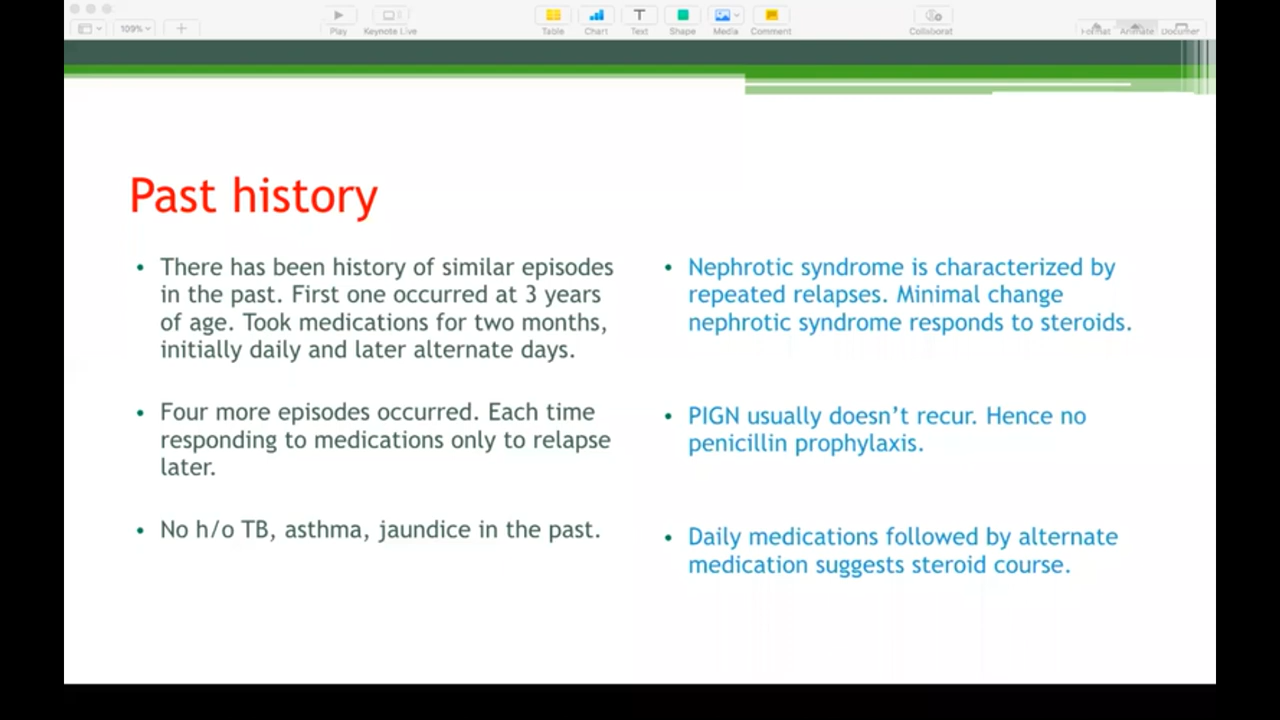 109%
Play
Keynote Live
Table
Chart
Text
Shape
Media
Comment
Collaborat
Format
Animate
Documer
Past history
• There has been history of similar episodes
in the past. First one occurred at 3 years
of age. Took medications for two months,
initially daily and later alternate days.
• Four more episodes occurred. Each time
responding to medications only to relapse
later.
• No h/o TB, asthma, jaundice in the past.
• Nephrotic syndrome is characterized by
repeated relapses. Minimal change
nephrotic syndrome responds to steroids.
• PIGN usually doesn’t recur. Hence no
penicillin prophylaxis.
• Daily medications followed by alternate
medication suggests steroid course.